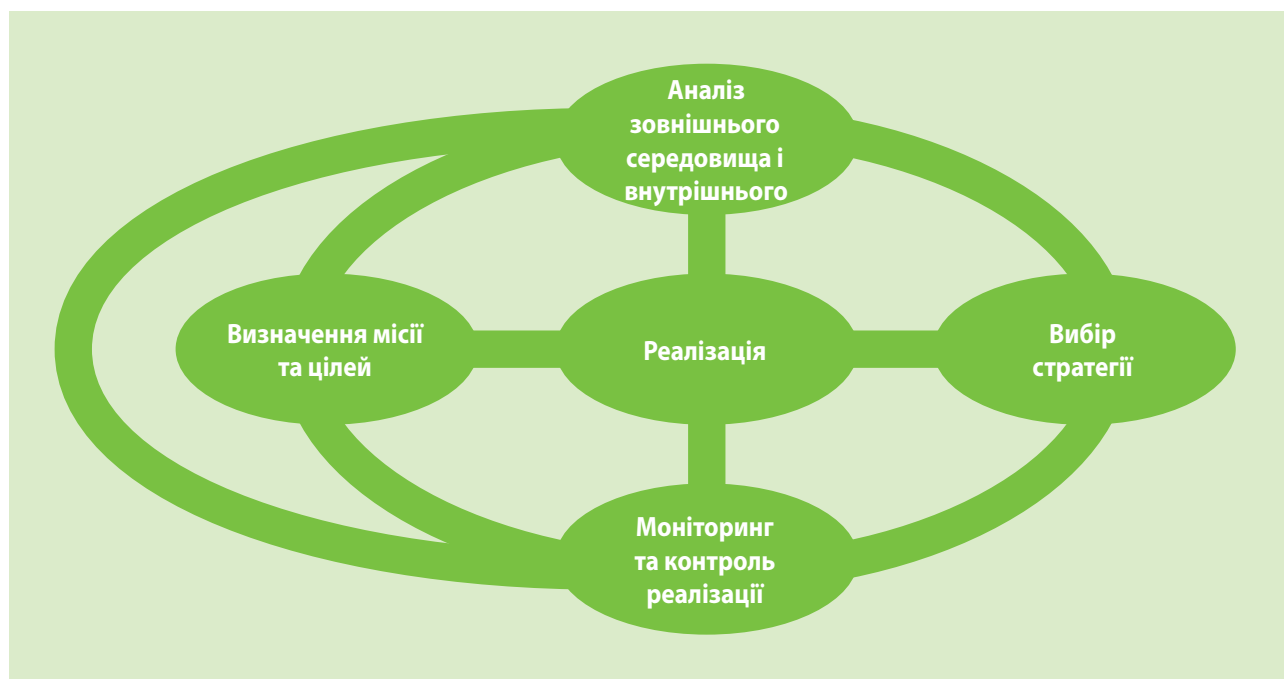 Аналіз
зовнішнього
середовища і
внутрішнього
Визначення місії
та цілей
Реалізація
Вибір
стратегії
Моніторинг
та контроль
реалізації